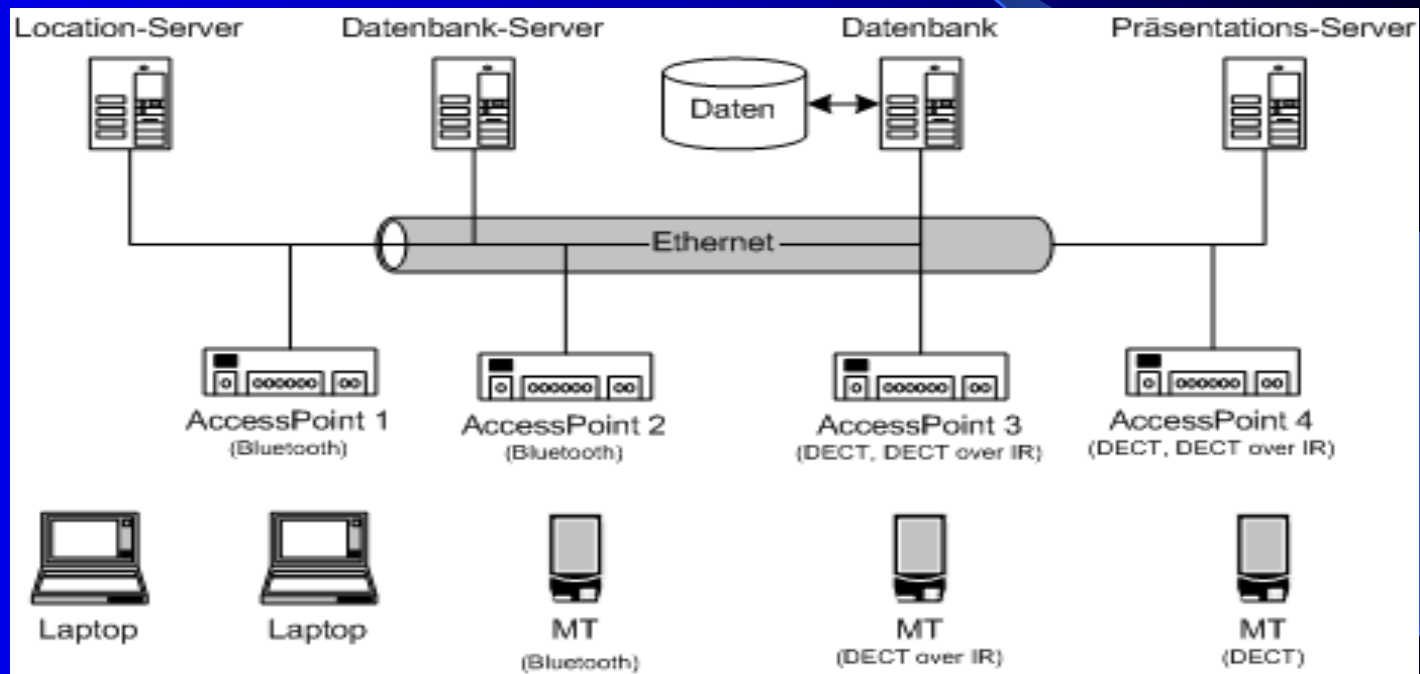 Location-Server
Datenbank-Server
Datenbank
Präsentations-Server
Daten
Ethernet
AccessPoint 1
(Bluetooth)
AccessPoint 2
(Bluetooth)
AccessPoint 3
(DECT, DECT over IR)
AccessPoint 4
(DECT, DECT over IR)
Laptop
Laptop
MT
(Bluetooth)
MT
(DECT over IR)
MT
(DECT)